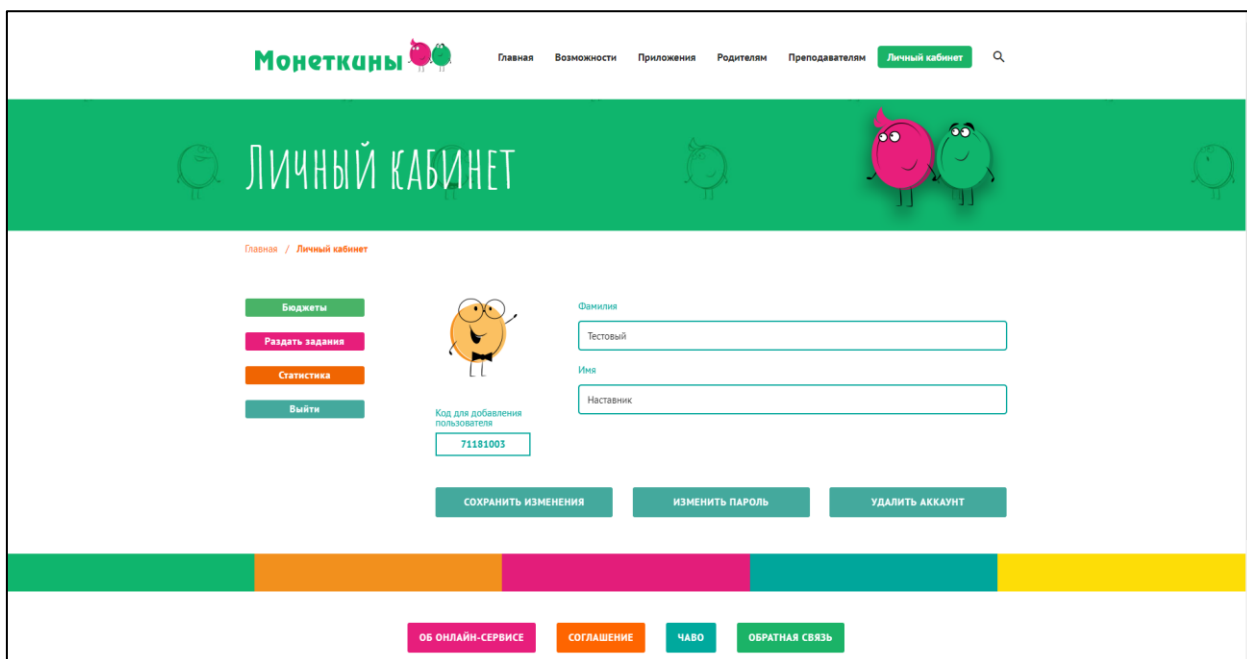 Монеткины
Главная Возможности Приложения Родителям Преподавателям Личный кабинет
Личный кабинет
Главная / Личный кабинет
Бюджеты
Раздать задания
Статистика
Выйти
Код для добавления
пользователя
71181003
Фамилия
Тестовый
Имя
Наставник
СОХРАНИТЬ ИЗМЕНЕНИЯ ИЗМЕНИТЬ ПАРОЛЬ УДАЛИТЬ АККАУНТ
ОБ ОНЛАЙН-СЕРВИСЕ СОГЛАШЕНИЕ ЧАВО ОБРАТНАЯ СВЯЗЬ